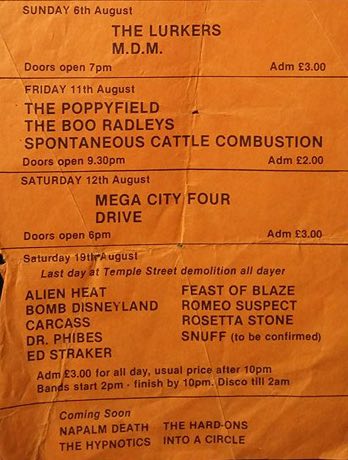 SUNDAY 6th August
THE LURKERS
M.D.M.
Doors open 7pm Adm £3.00
FRIDAY 11th August
THE POPPYFIELD
THE BOO RADLEYS
SPONTANEOUS CATTLE COMBUSTION
Doors open 9.30pm Adm £2.00
SATURDAY 12th August
MEGA CITY FOUR
DRIVE
Doors open 6pm Adm £3.00
Saturday 19th August
Last day at Temple Street demolition all dayer
ALIEN HEAT FEAST OF BLAZE
BOMB DISNEYLAND ROMEO SUSPECT
CARCASS ROSETTA STONE
DR. PHIBES SNUFF (to be confirmed)
ED STRAKER
Adm £3.00 for all day, usual price after 10pm
Bands start 2pm - finish by 10pm. Disco till 2am
Coming Soon
NAPALM DEATH THE HARD-ONS
THE HYPNOTICS INTO A CIRCLE